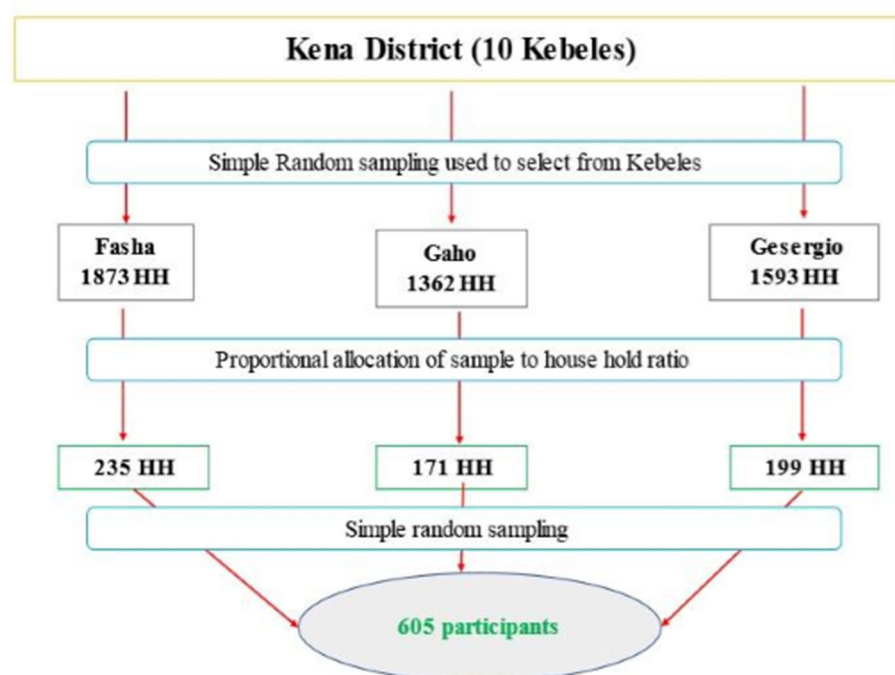 Kena District (10 Kebeles)
Simple Random sampling used to select from Kebeles
Fasha
1873 HH
Gaho
1362 HH
Gesergio
1593 HH
Proportional allocation of sample to house hold ratio
235 HH
171 HH
199 HH
Simple random sampling
605 participants